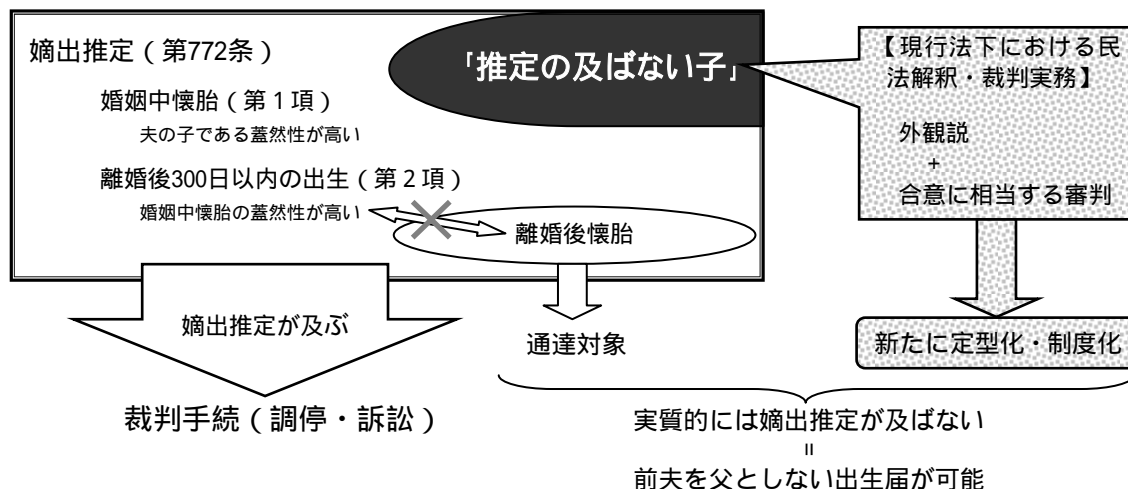 嫡出推定（第772条）
婚姻中懐胎（第１項）
夫の子である蓋然性が高い
離婚後300日以内の出生（第２項）
婚姻中懐胎の蓋然性が高い
「推定の及ばない子」
離婚後懐胎
【現行法下における民
法解釈・裁判実務】
外観説
+
合意に相当する審判
嫡出推定が及ぶ
通達対象
新たに定型化・制度化
裁判手続（調停・訴訟）
実質的には嫡出推定が及ばない
=
前夫を父としない出生届が可能